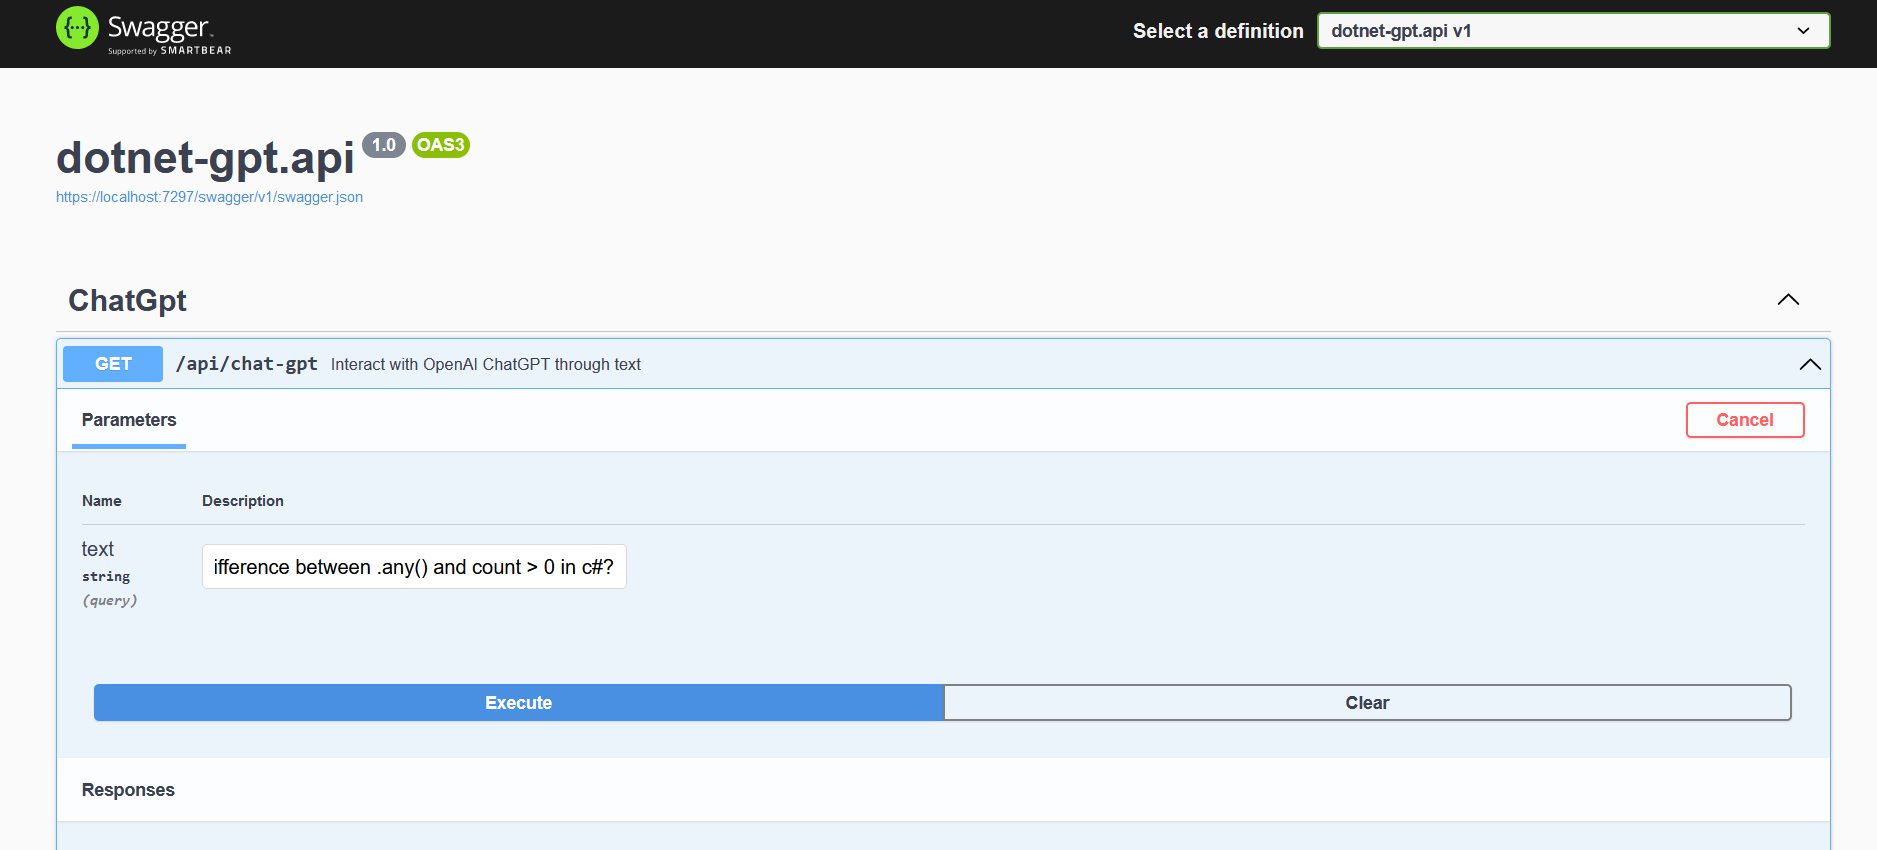 {···} Swagger™
Supported by SMARTBEAR
Select a definition
dotnet-gpt.api v1
dotnet-gpt.api 1.0 OAS3
https://localhost:7297/swagger/v1/swagger.json
ChatGpt
GET /api/chat-gpt Interact with OpenAI ChatGPT through text
Parameters
Cancel
Name Description
text
string
(query)
ifference between .any() and count > 0 in c#?
Execute
Clear
Responses